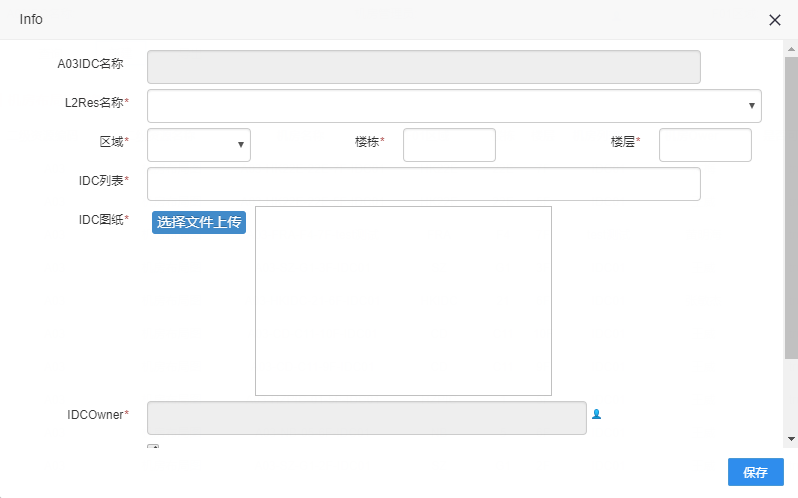 Info
A03IDC名称
L2Res名称*
区域* 楼栋* 楼层*
IDC列表*
IDC图纸* 选择文件上传
IDCOwner*
保存